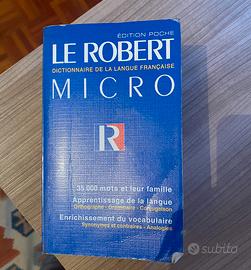 ÉDITION POCHE
LE ROBERT
DICTIONNAIRE DE LA LANGUE FRANÇAISE
MICRO
R
35 000 mots et leur famille
Apprentissage de la langue
Orthographe - Grammaire - Conjugaison
Enrichissement du vocabulaire
Synonymes et contraires - Analogies
subito